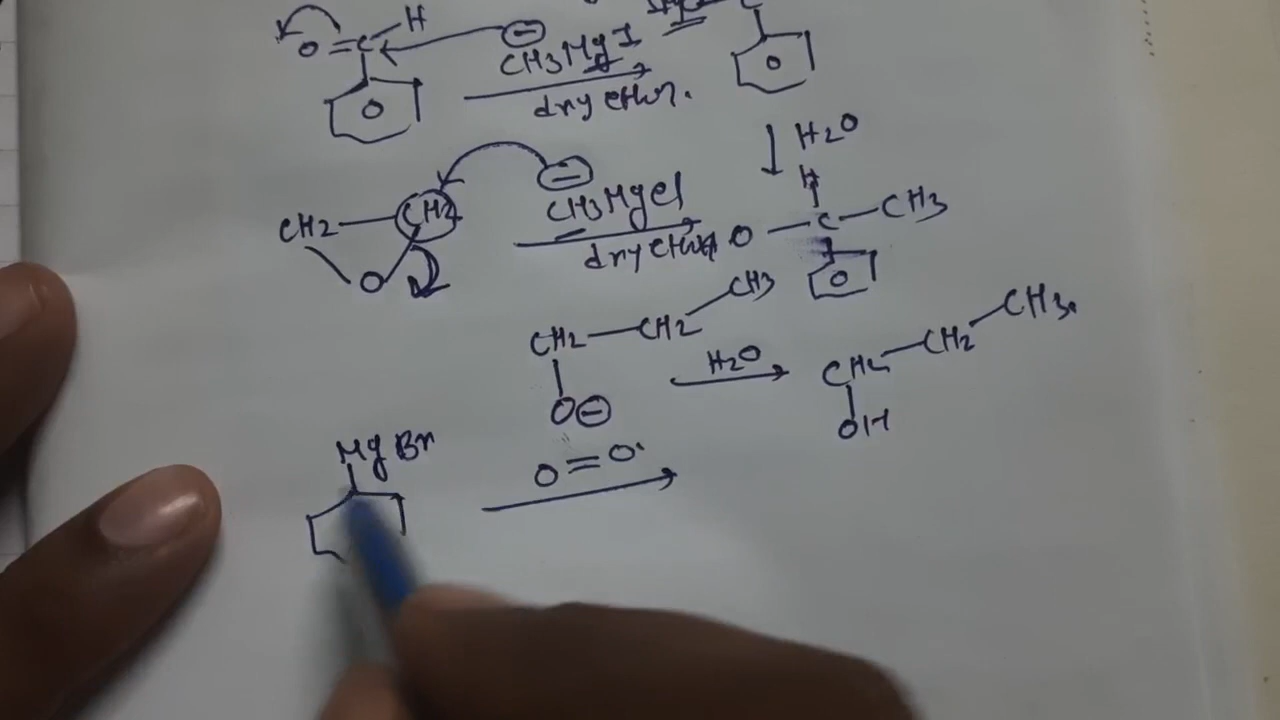 H
O=C
⊖
CH3MgI
dry ether.
C
H2O
CH2—CH2
O
⊖
CH3MgCl
dry ether
H
O—C—CH3
CH3
CH2—CH2
O⊖
H2O
CH3.
CH2—CH2
OH
MgBr
O=O